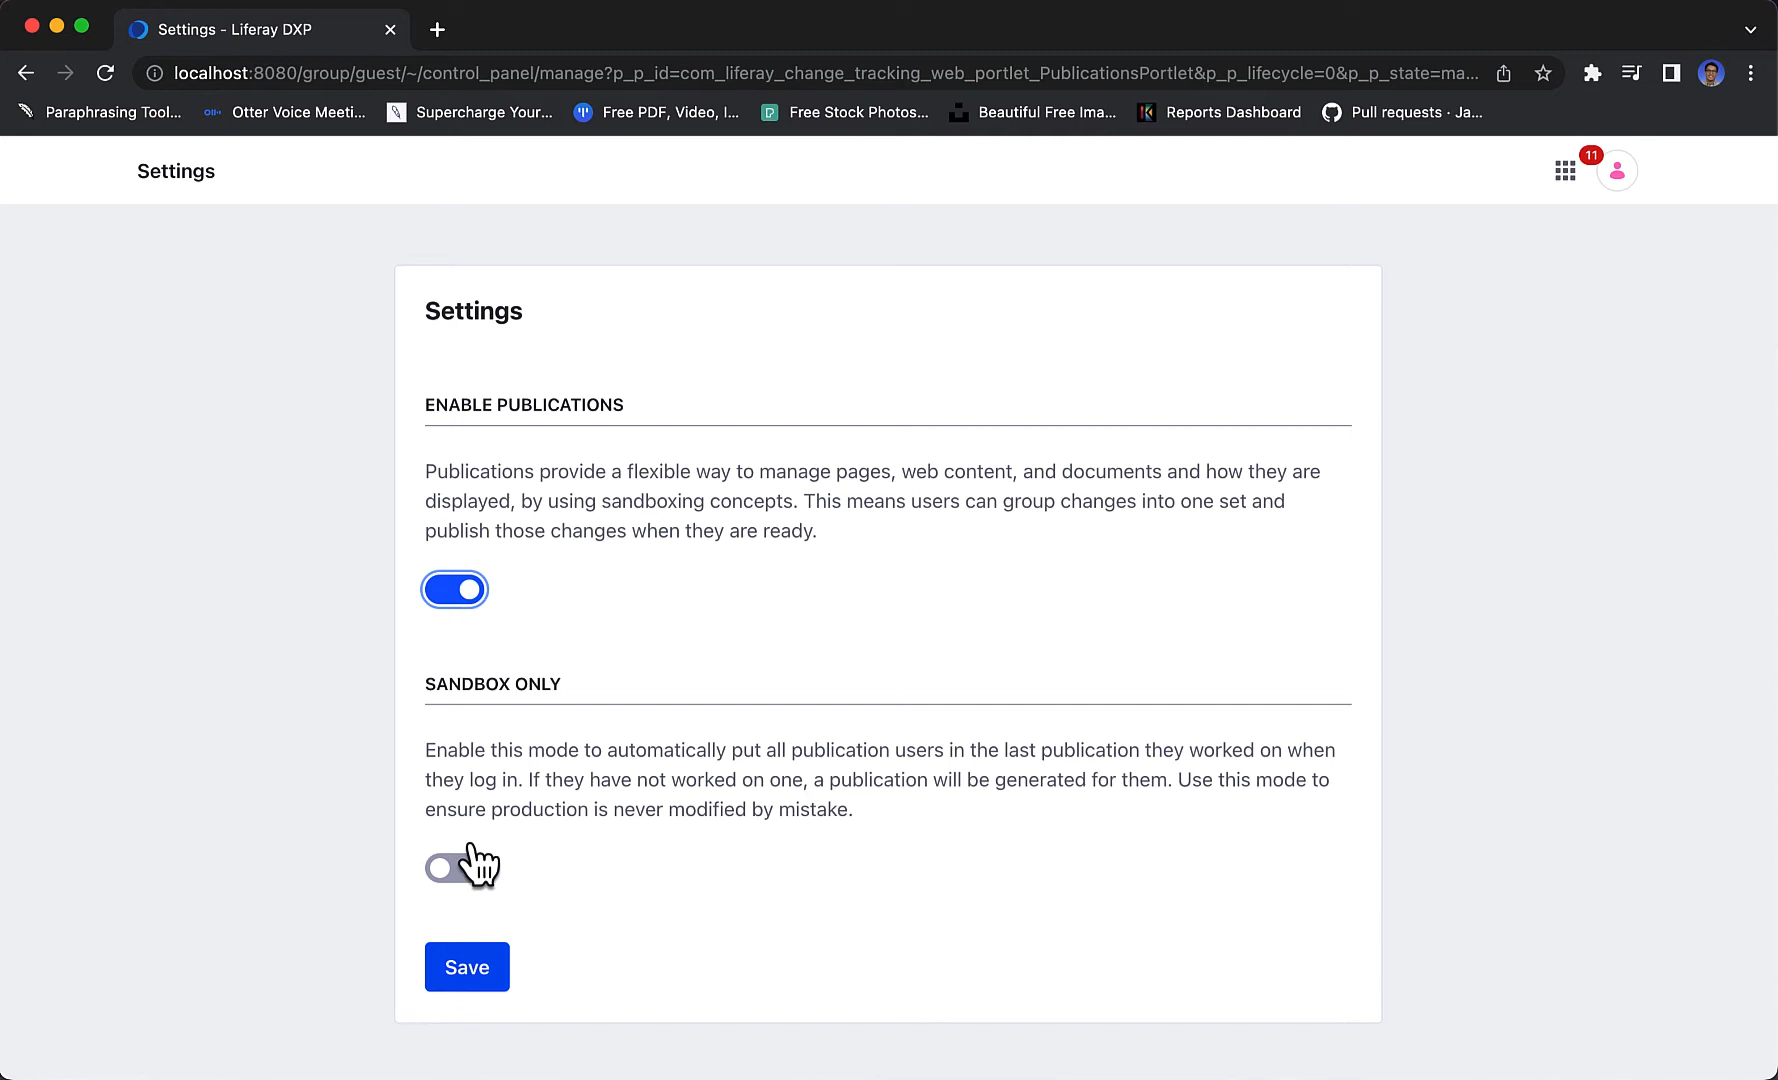 Settings - Liferay DXP
localhost:8080/group/guest/~/control_panel/manage?p_p_id=com_liferay_change_tracking_web_portlet_PublicationsPortlet&p_p_lifecycle=0&p_p_state=ma...
Paraphrasing Tool... Otter Voice Meeti... Supercharge Your... Free PDF, Video, I... Free Stock Photos... Beautiful Free Ima... Reports Dashboard Pull requests · Ja...
Settings
11
Settings
ENABLE PUBLICATIONS
Publications provide a flexible way to manage pages, web content, and documents and how they are
displayed, by using sandboxing concepts. This means users can group changes into one set and
publish those changes when they are ready.
SANDBOX ONLY
Enable this mode to automatically put all publication users in the last publication they worked on when
they log in. If they have not worked on one, a publication will be generated for them. Use this mode to
ensure production is never modified by mistake.
Save